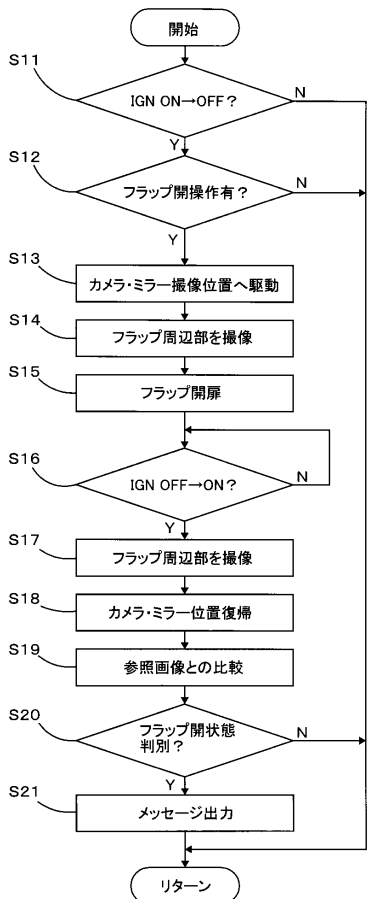 開始
S11
IGN ON→OFF？
N
Y
S12
フラップ開操作有？
N
Y
S13
カメラ・ミラー撮像位置へ駆動
S14
フラップ周辺部を撮像
S15
フラップ開扉
S16
IGN OFF→ON？
N
Y
S17
フラップ周辺部を撮像
S18
カメラ・ミラー位置復帰
S19
参照画像との比較
S20
フラップ開状態
判別？
N
Y
S21
メッセージ出力
リターン